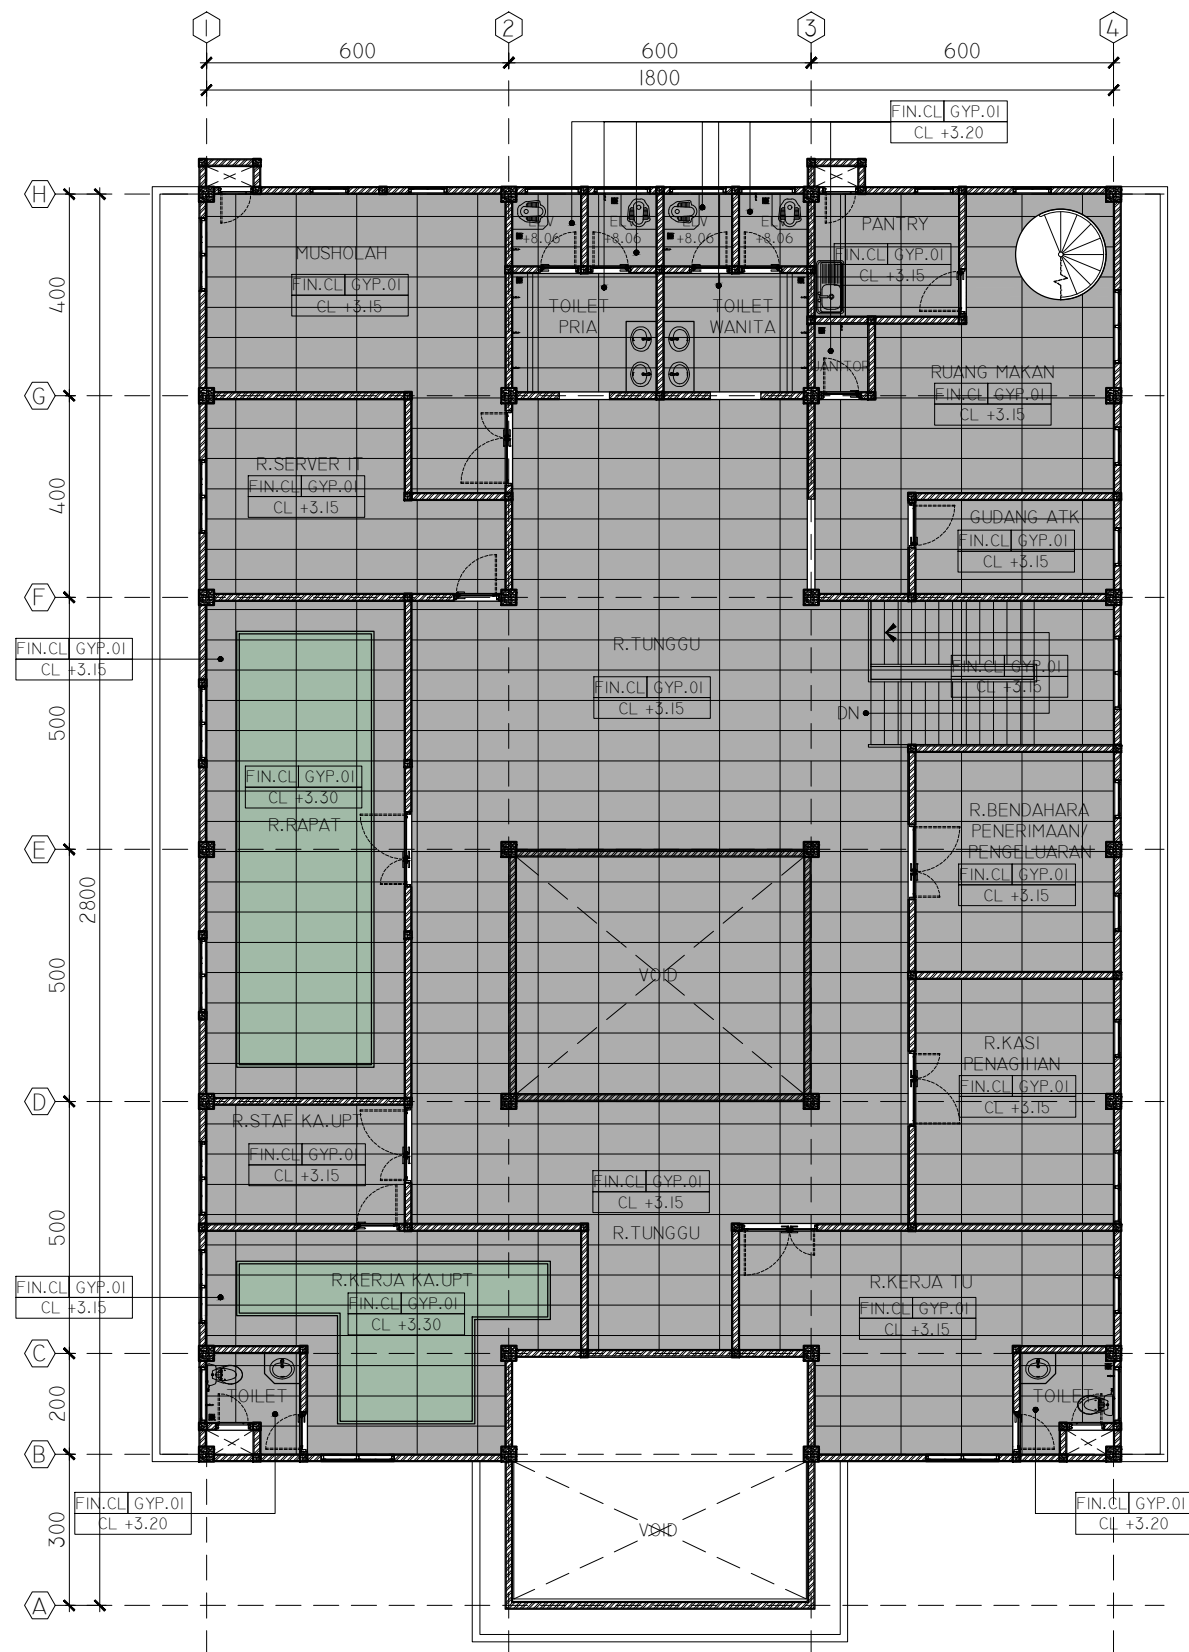 1
2
3
4
600
600
600
1800
FIN.CL GYP.01
CL +3.20
H
MUSHOLAH
FIN.CL GYP.01
CL +3.15
ELV
+8.06
ELV
+8.06
ELV
+8.06
ELV
+8.06
PANTRY
FIN.CL GYP.01
CL +3.15
400
TOILET
PRIA
TOILET
WANITA
G
RUANG MAKAN
FIN.CL GYP.01
CL +3.15
R.SERVER IT
FIN.CL GYP.01
CL +3.15
400
GUDANG ATK
FIN.CL GYP.01
CL +3.15
F
R.TUNGGU
FIN.CL GYP.01
CL +3.15
FIN.CL GYP.01
CL +3.15
FIN.CL GYP.01
CL +3.15
DN
500
FIN.CL GYP.01
CL +3.30
R.RAPAT
R.BENDAHARA
PENERIMAAN/
PENGELUARAN
FIN.CL GYP.01
CL +3.15
E
2800
VOID
500
R.KASI
PENAGIHAN
FIN.CL GYP.01
CL +3.15
D
R.STAF KA.UPT
FIN.CL GYP.01
CL +3.15
FIN.CL GYP.01
CL +3.15
R.TUNGGU
500
FIN.CL GYP.01
CL +3.15
R.KERJA KA.UPT
FIN.CL GYP.01
CL +3.30
R.KERJA TU
FIN.CL GYP.01
CL +3.15
C
TOILET
TOILET
200
B
FIN.CL GYP.01
CL +3.20
FIN.CL GYP.01
CL +3.20
300
VOID
A